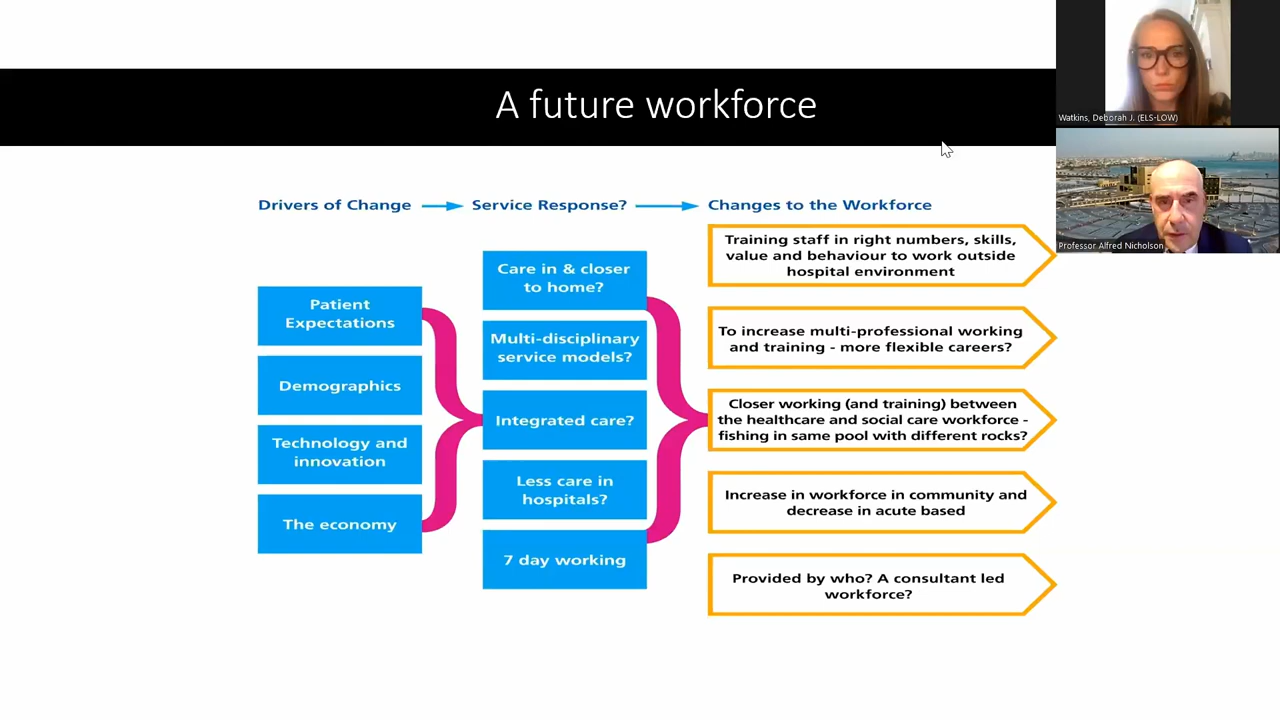 A future workforce
Watkins, Deborah J. (ELS-LOW)
Professor Alfred Nicholson
Drivers of Change
Service Response?
Changes to the Workforce
Patient
Expectations
Demographics
Technology and
innovation
The economy
Care in & closer
to home?
Multi-disciplinary
service models?
Integrated care?
Less care in
hospitals?
7 day working
Training staff in right numbers, skills,
value and behaviour to work outside
hospital environment
To increase multi-professional working
and training - more flexible careers?
Closer working (and training) between
the healthcare and social care workforce -
fishing in same pool with different rocks?
Increase in workforce in community and
decrease in acute based
Provided by who? A consultant led
workforce?